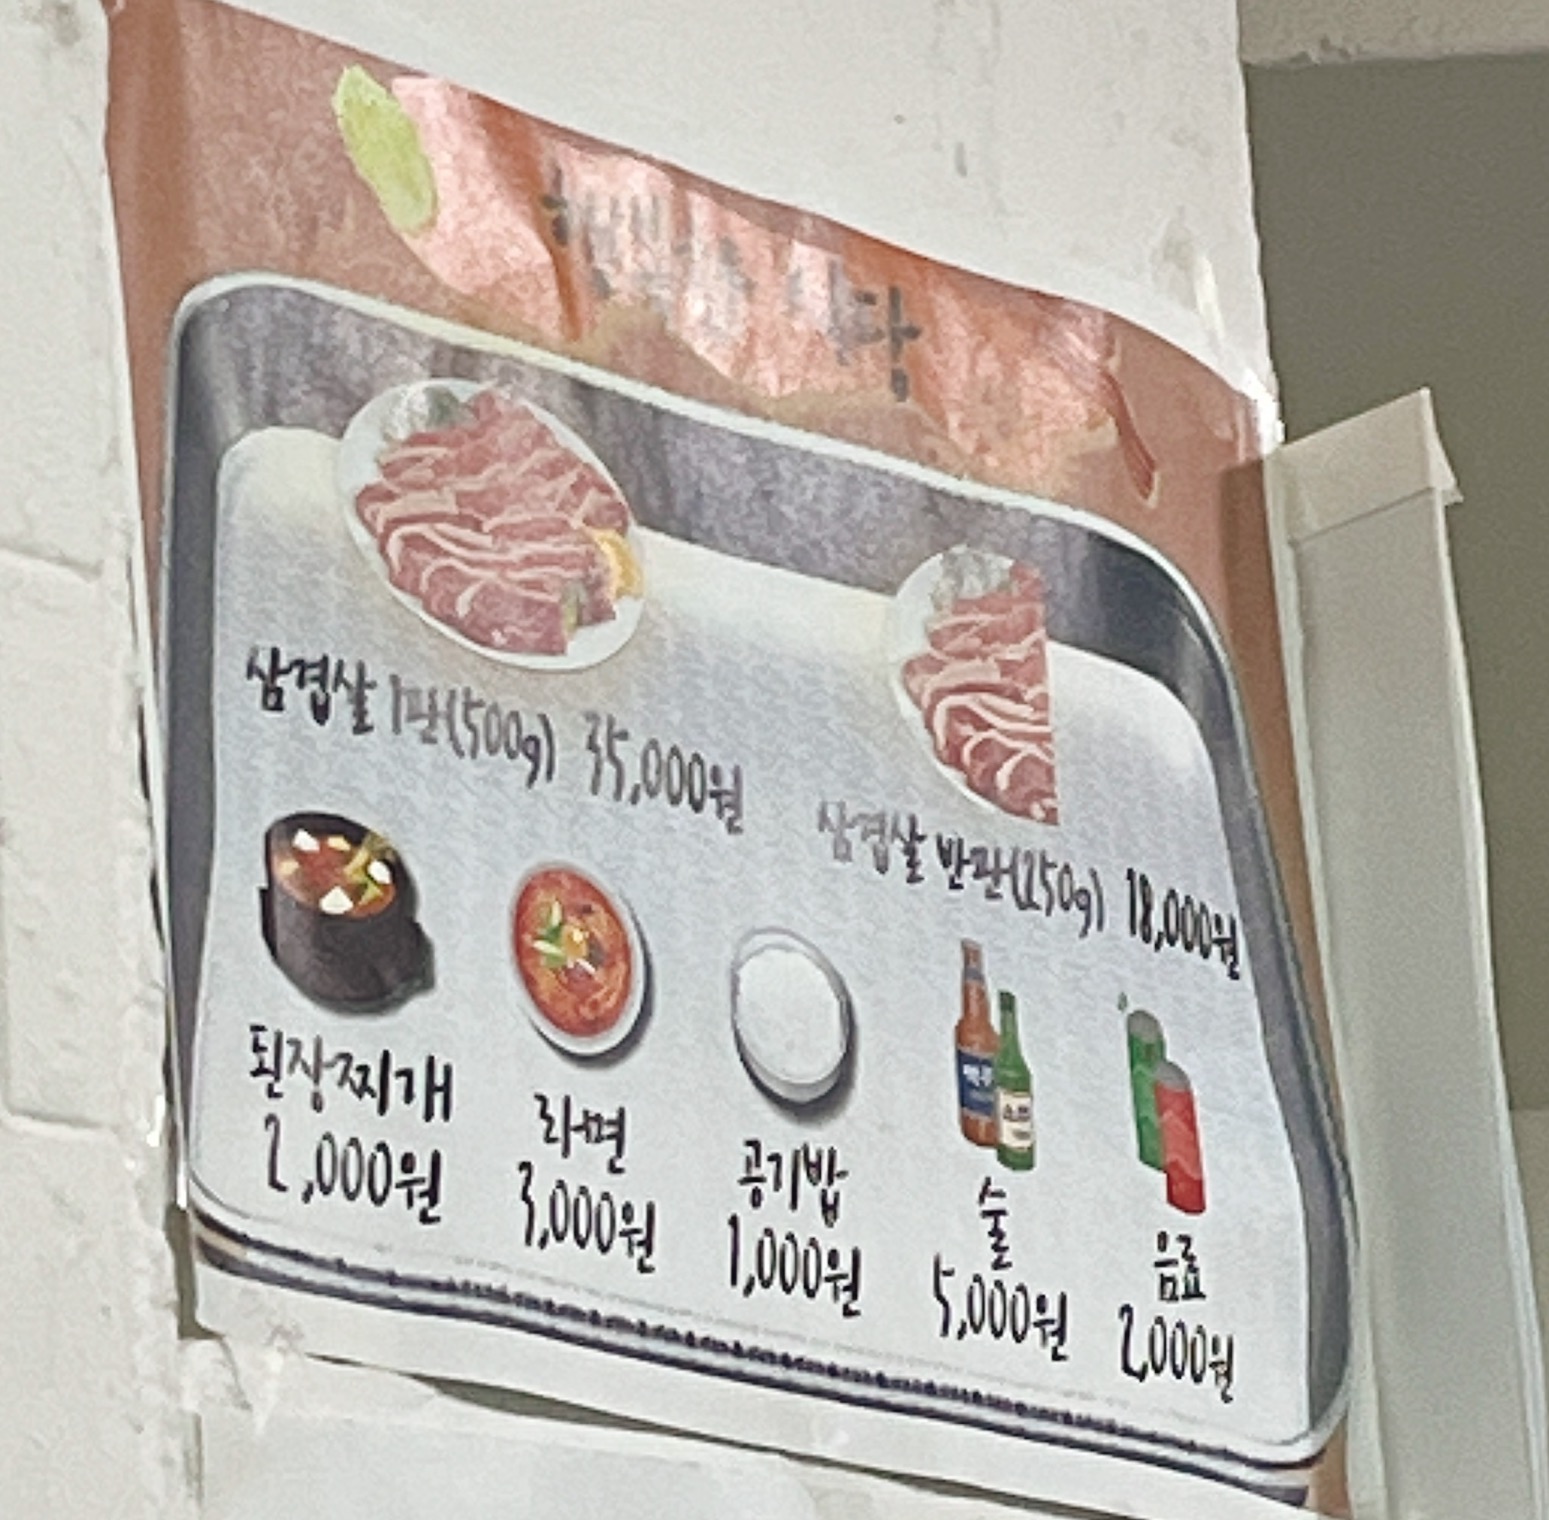 삼겹살 1판(500g) 35,000원
삼겹살 반판(250g) 18,000원
된장찌개
2,000원
라면
3,000원
공기밥
1,000원
술
5,000원
음료
2,000원